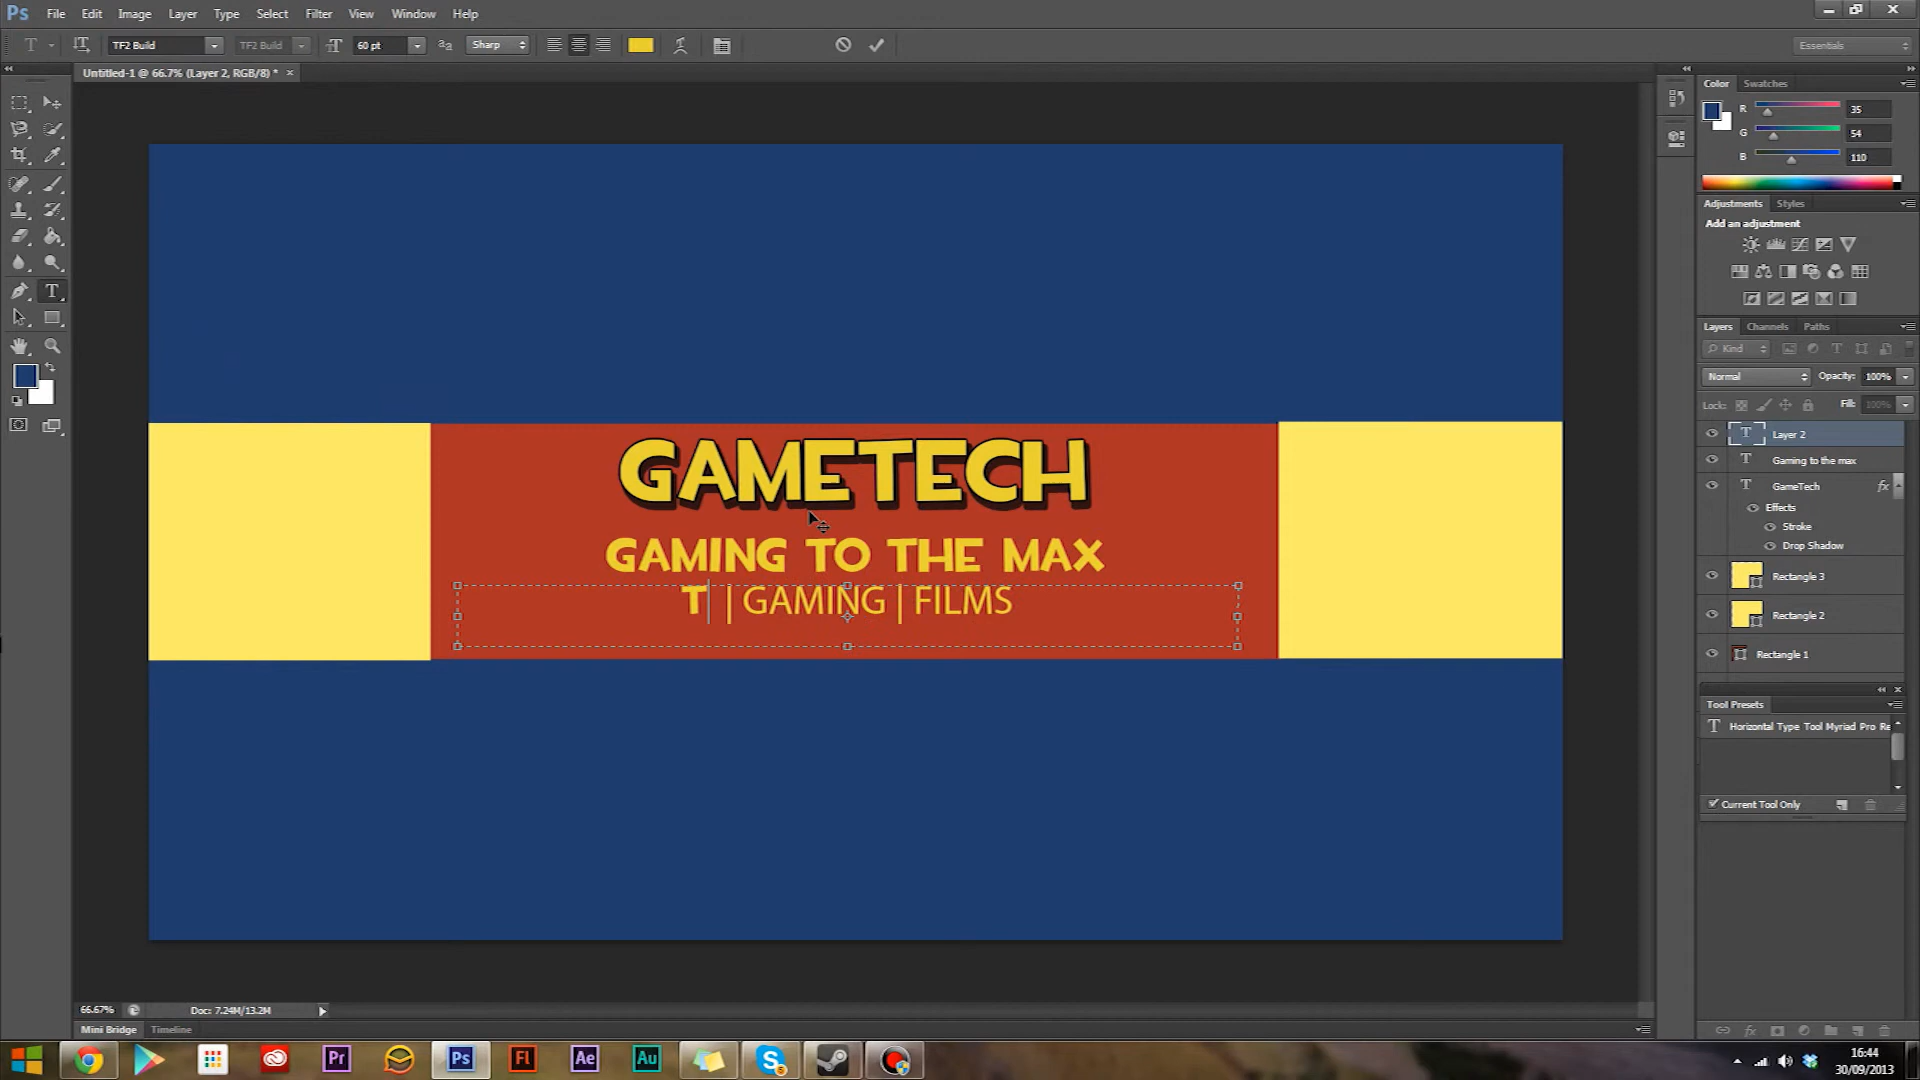 Ps File Edit Image Layer Type Select Filter 3D View Window Help
T TF2 Build TF2 Build 60 pt Sharp Essentials
Untitled-1 @ 66.7% (Layer 2, RGB/8) * ×
Color Swatches
R 35
G 54
B 110
Adjustments Styles
Add an adjustment
Layers Channels Paths
Kind
Normal Opacity: 100%
Lock: Fill: 100%
T Layer 2
T Gaming to the max
T GameTech fx
Effects
Stroke
Drop Shadow
Rectangle 3
Rectangle 2
Rectangle 1
Tool Presets
T Horizontal Type Tool Myriad Pro Re
Current Tool Only
GAMETECH
GAMING TO THE MAX
T | GAMING | FILMS
66.67% Doc: 7.24M/13.2M
Mini Bridge Timeline
Pr Ps Fl Ae Au
16:44
30/09/2013